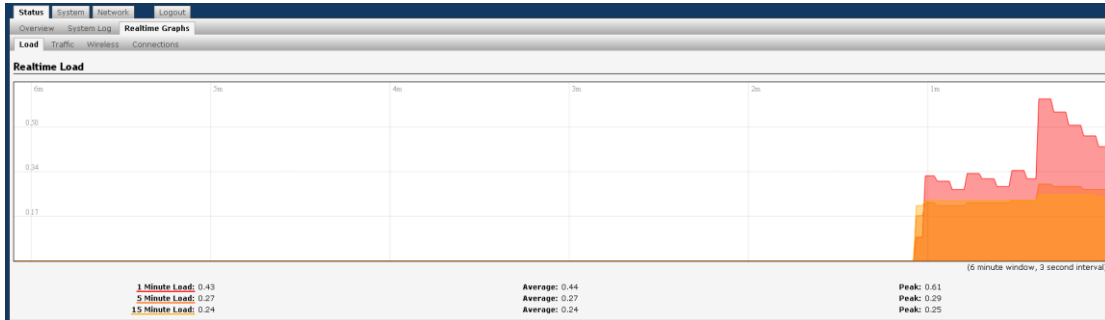 Status System Network Logout
Overview System Log Realtime Graphs
Load Traffic Wireless Connections
Realtime Load
6m 5m 4m 3m 2m 1m
0.50
0.34
0.17
(6 minute window, 3 second interval)
1 Minute Load: 0.43 Average: 0.44 Peak: 0.61
5 Minute Load: 0.27 Average: 0.27 Peak: 0.29
15 Minute Load: 0.24 Average: 0.24 Peak: 0.25